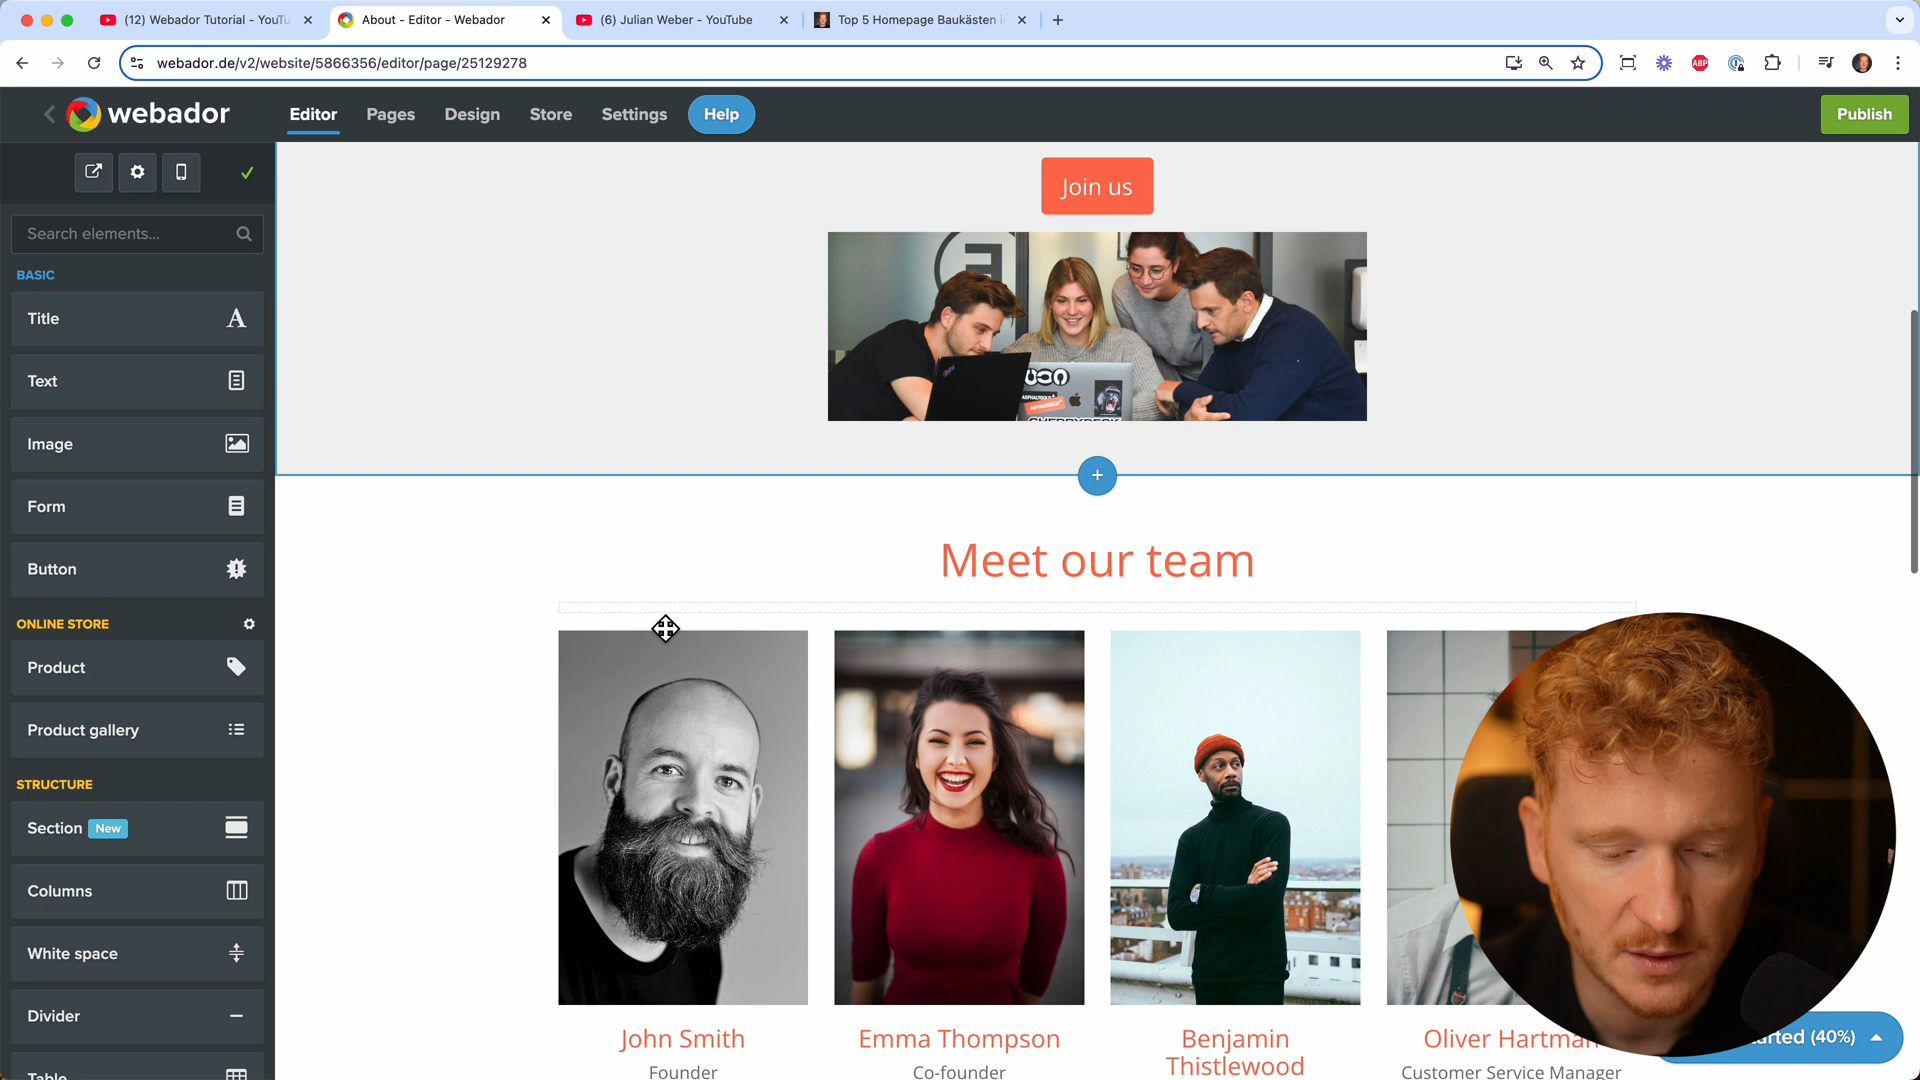 (12) Webador Tutorial - YouTu
About - Editor - Webador
(6) Julian Weber - YouTube
Top 5 Homepage Baukästen i
webador.de/v2/website/5866356/editor/page/25129278
ABP
webador
Editor
Pages
Design
Store
Settings
Help
Publish
Search elements...
BASIC
Title
Text
Image
Form
Button
ONLINE STORE
Product
Product gallery
STRUCTURE
Section New
Columns
White space
Divider
Table
Join us
Meet our team
John Smith
Founder
Emma Thompson
Co-founder
Benjamin
Thistlewood
Oliver Hartman
Customer Service Manager
arted (40%)